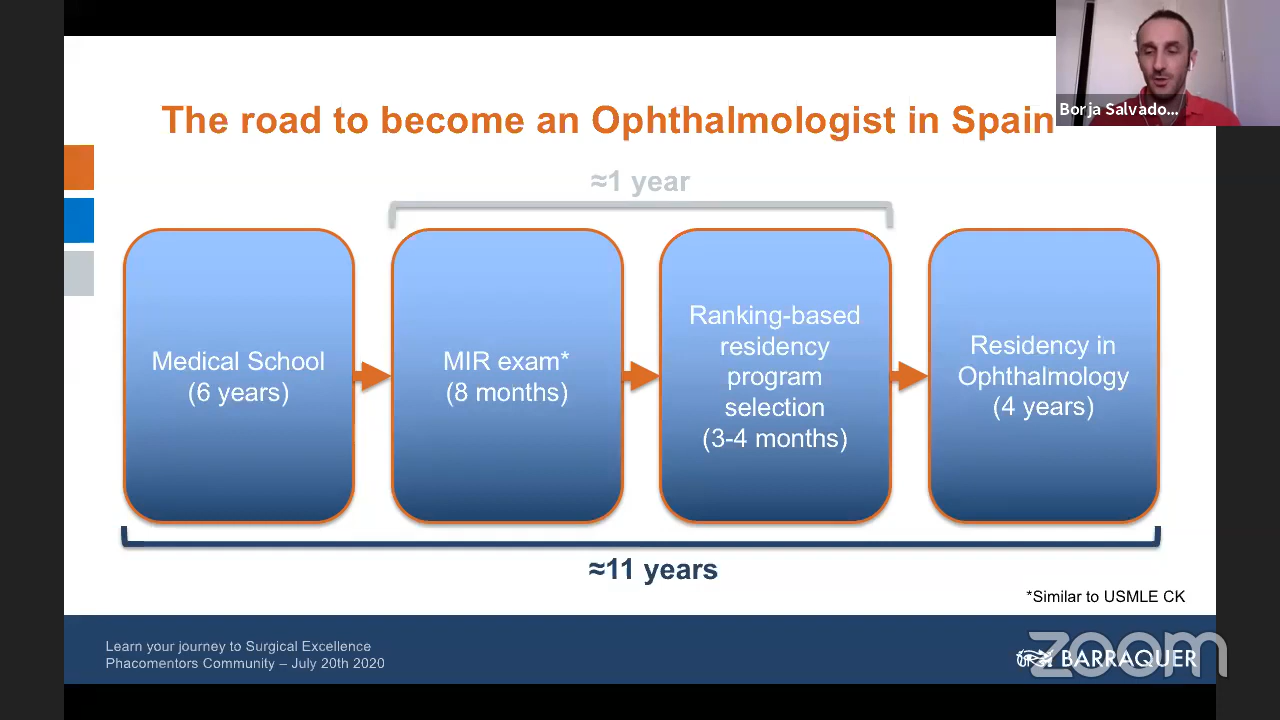 Borja Salvado...
The road to become an Ophthalmologist in Spain
≈1 year
Medical School
(6 years)
MIR exam*
(8 months)
Ranking-based
residency
program
selection
(3-4 months)
Residency in
Ophthalmology
(4 years)
≈11 years
*Similar to USMLE CK
Learn your journey to Surgical Excellence
Phacomentors Community – July 20th 2020
BARRAQUER
zoom